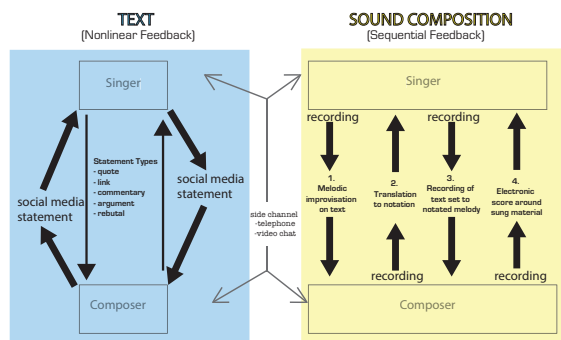 TEXT
(Nonlinear Feedback)
Singer
Statement Types
- quote
- link
- commentary
- argument
- rebutal
social media
statement
social media
statement
Composer
side channel
-telephone
-video chat
SOUND COMPOSITION
(Sequential Feedback)
Singer
recording
recording
1.
Melodic
improvisation
on text
2.
Translation
to notation
3.
Recording of
text set to
notated melody
4.
Electronic
score around
sung material
recording
recording
Composer